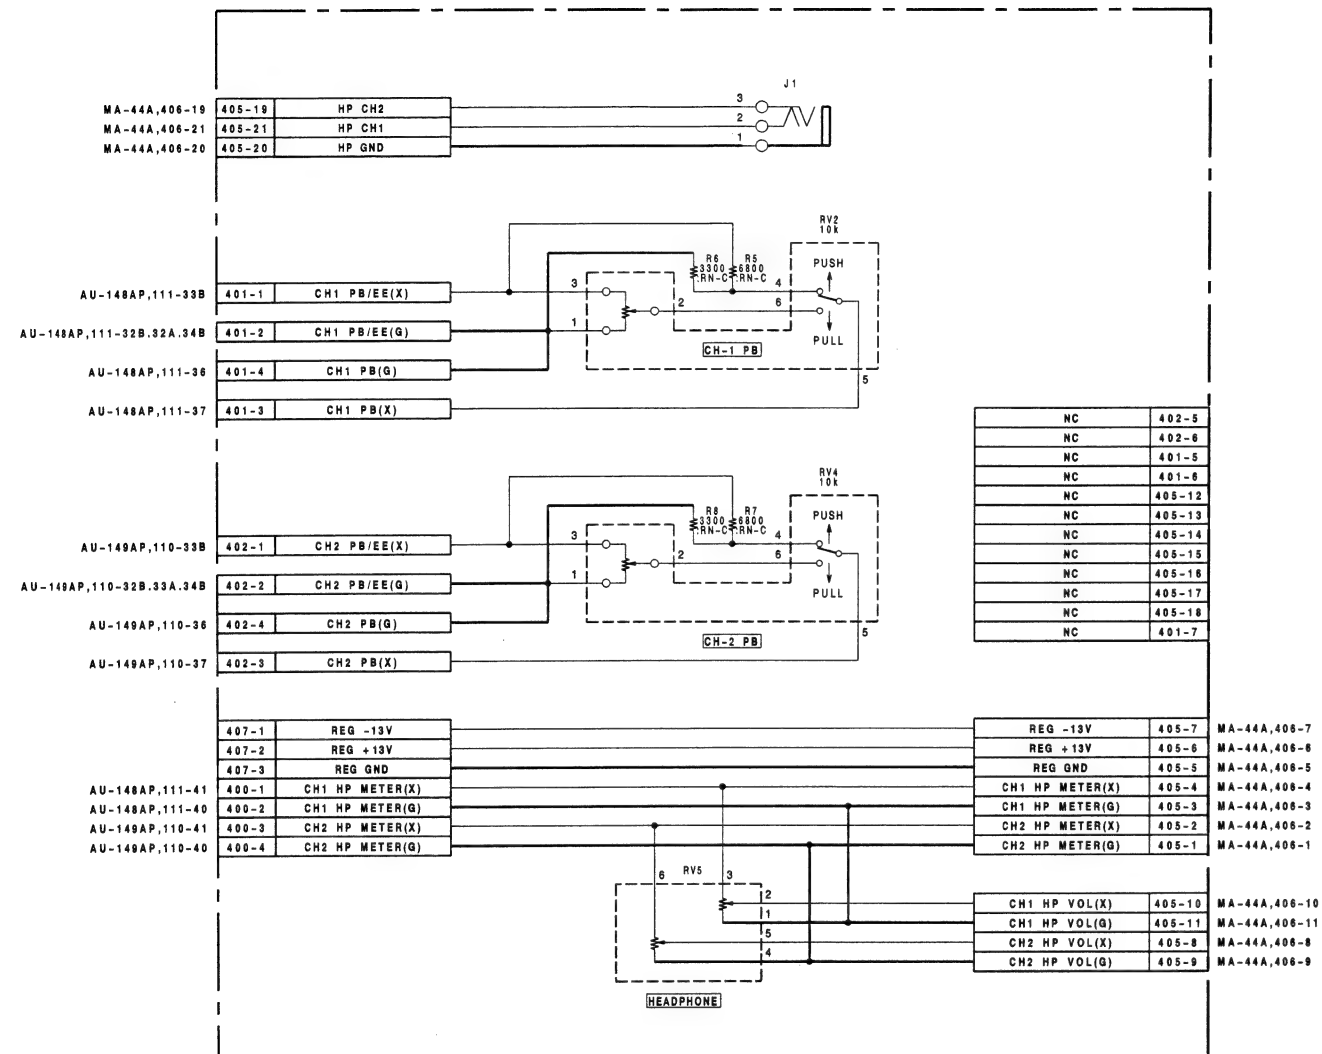 J1
MA-44A,406-19 405-19 HP CH2 3
MA-44A,406-21 405-21 HP CH1 2
MA-44A,406-20 405-20 HP GND 1
RV2
10k
R6 R5 PUSH
3300 6800
:RN-C :RN-C
AU-148AP,111-33B 401-1 CH1 PB/EE(X) 3 4
2 6
AU-148AP,111-32B.32A.34B 401-2 CH1 PB/EE(G) 1
PULL
CH-1 PB
AU-148AP,111-36 401-4 CH1 PB(G)
5
AU-148AP,111-37 401-3 CH1 PB(X)
NC 402-5
NC 402-6
NC 401-5
NC 401-6
NC 405-12
NC 405-13
NC 405-14
NC 405-15
NC 405-16
NC 405-17
NC 405-18
NC 401-7
RV4
10k
R8 R7 PUSH
3300 6800
:RN-C :RN-C
AU-149AP,110-33B 402-1 CH2 PB/EE(X) 3 4
2 6
AU-149AP,110-32B.33A.34B 402-2 CH2 PB/EE(G) 1
PULL
AU-149AP,110-36 402-4 CH2 PB(G)
5
CH-2 PB
AU-149AP,110-37 402-3 CH2 PB(X)
407-1 REG -13V REG -13V 405-7 MA-44A,406-7
407-2 REG +13V REG +13V 405-6 MA-44A,406-6
407-3 REG GND REG GND 405-5 MA-44A,406-5
AU-148AP,111-41 400-1 CH1 HP METER(X) CH1 HP METER(X) 405-4 MA-44A,406-4
AU-148AP,111-40 400-2 CH1 HP METER(G) CH1 HP METER(G) 405-3 MA-44A,406-3
AU-149AP,110-41 400-3 CH2 HP METER(X) CH2 HP METER(X) 405-2 MA-44A,406-2
AU-149AP,110-40 400-4 CH2 HP METER(G) CH2 HP METER(G) 405-1 MA-44A,406-1
6 RV5 3
2 CH1 HP VOL(X) 405-10 MA-44A,406-10
1 CH1 HP VOL(G) 405-11 MA-44A,406-11
5 CH2 HP VOL(X) 405-8 MA-44A,406-8
4 CH2 HP VOL(G) 405-9 MA-44A,406-9
HEADPHONE